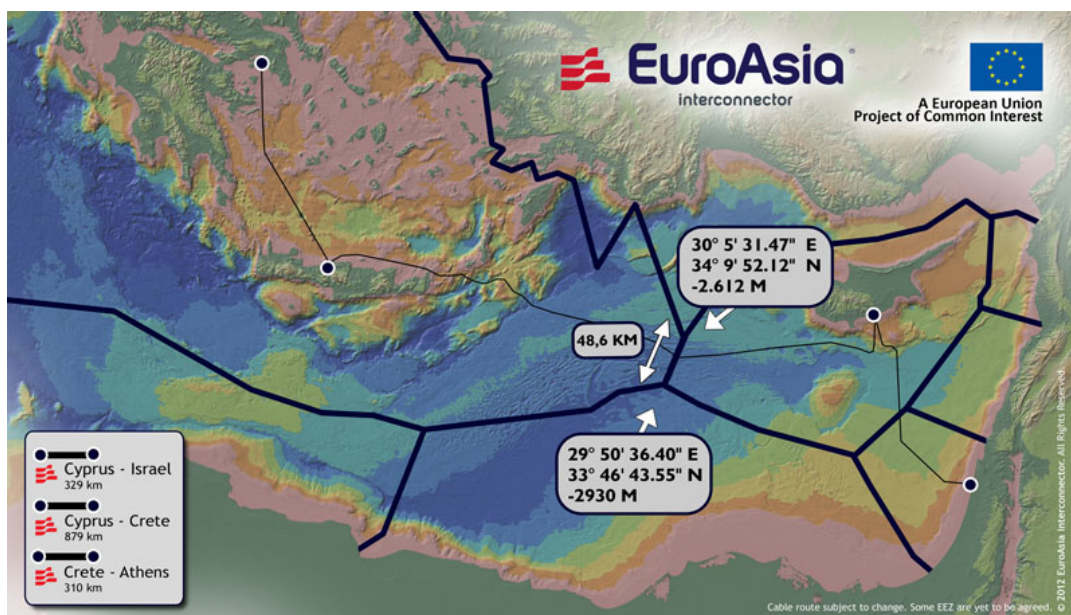 EuroAsia
interconnector
A European Union
Project of Common Interest
30° 5' 31.47" E
34° 9' 52.12" N
-2.612 M
48,6 KM
29° 50' 36.40" E
33° 46' 43.55" N
-2930 M
Cyprus - Israel
329 km
Cyprus - Crete
879 km
Crete - Athens
310 km
Cable route subject to change. Some EEZ are yet to be agreed. © 2012 EuroAsia Interconnector. All Rights Reserved.